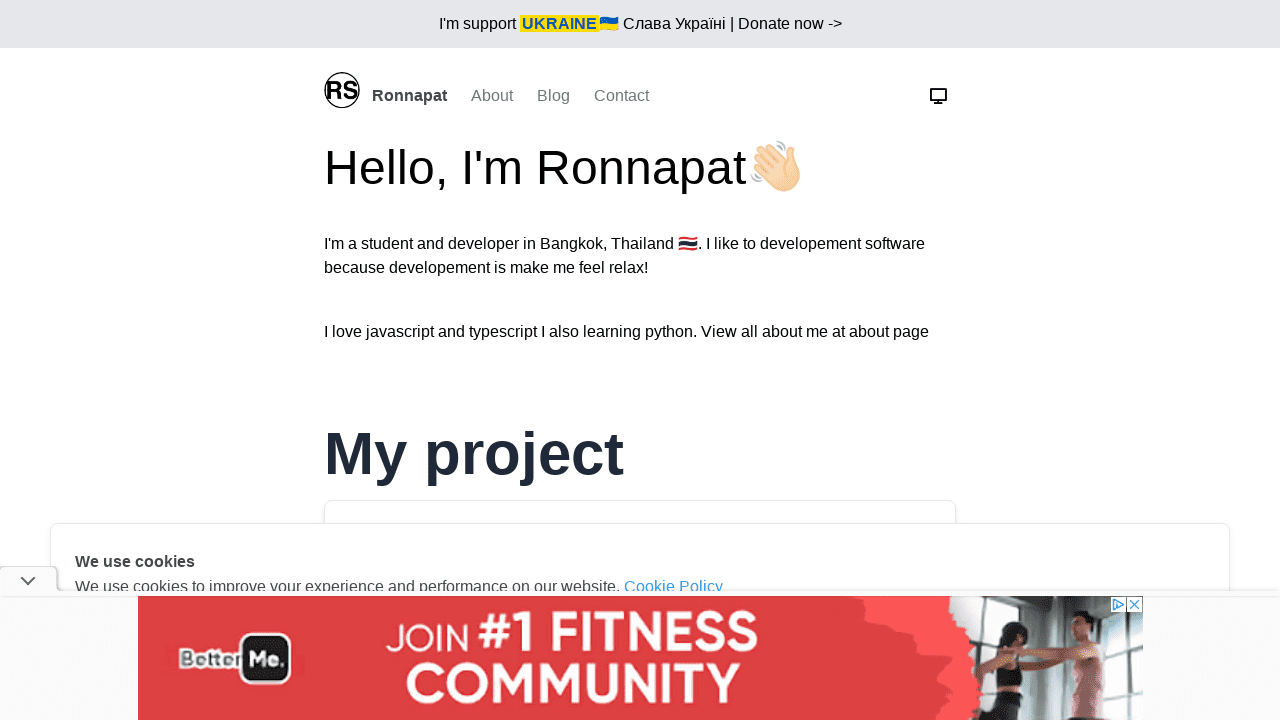 I'm support UKRAINE🇺🇦 Слава Україні | Donate now ->
RS Ronnapat About Blog Contact
Hello, I'm Ronnapat👋🏻
I'm a student and developer in Bangkok, Thailand 🇹🇭. I like to developement software
because developement is make me feel relax!
I love javascript and typescript I also learning python. View all about me at about page
My project
We use cookies
We use cookies to improve your experience and performance on our website. Cookie Policy
BetterMe.
JOIN #1 FITNESS
COMMUNITY